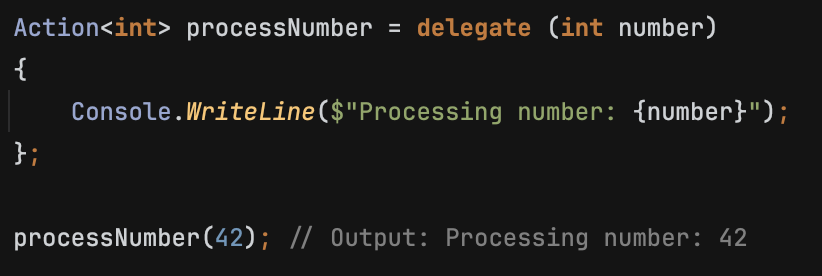 Action<int> processNumber = delegate (int number)
{
    Console.WriteLine($"Processing number: {number}");
};
processNumber(42); // Output: Processing number: 42